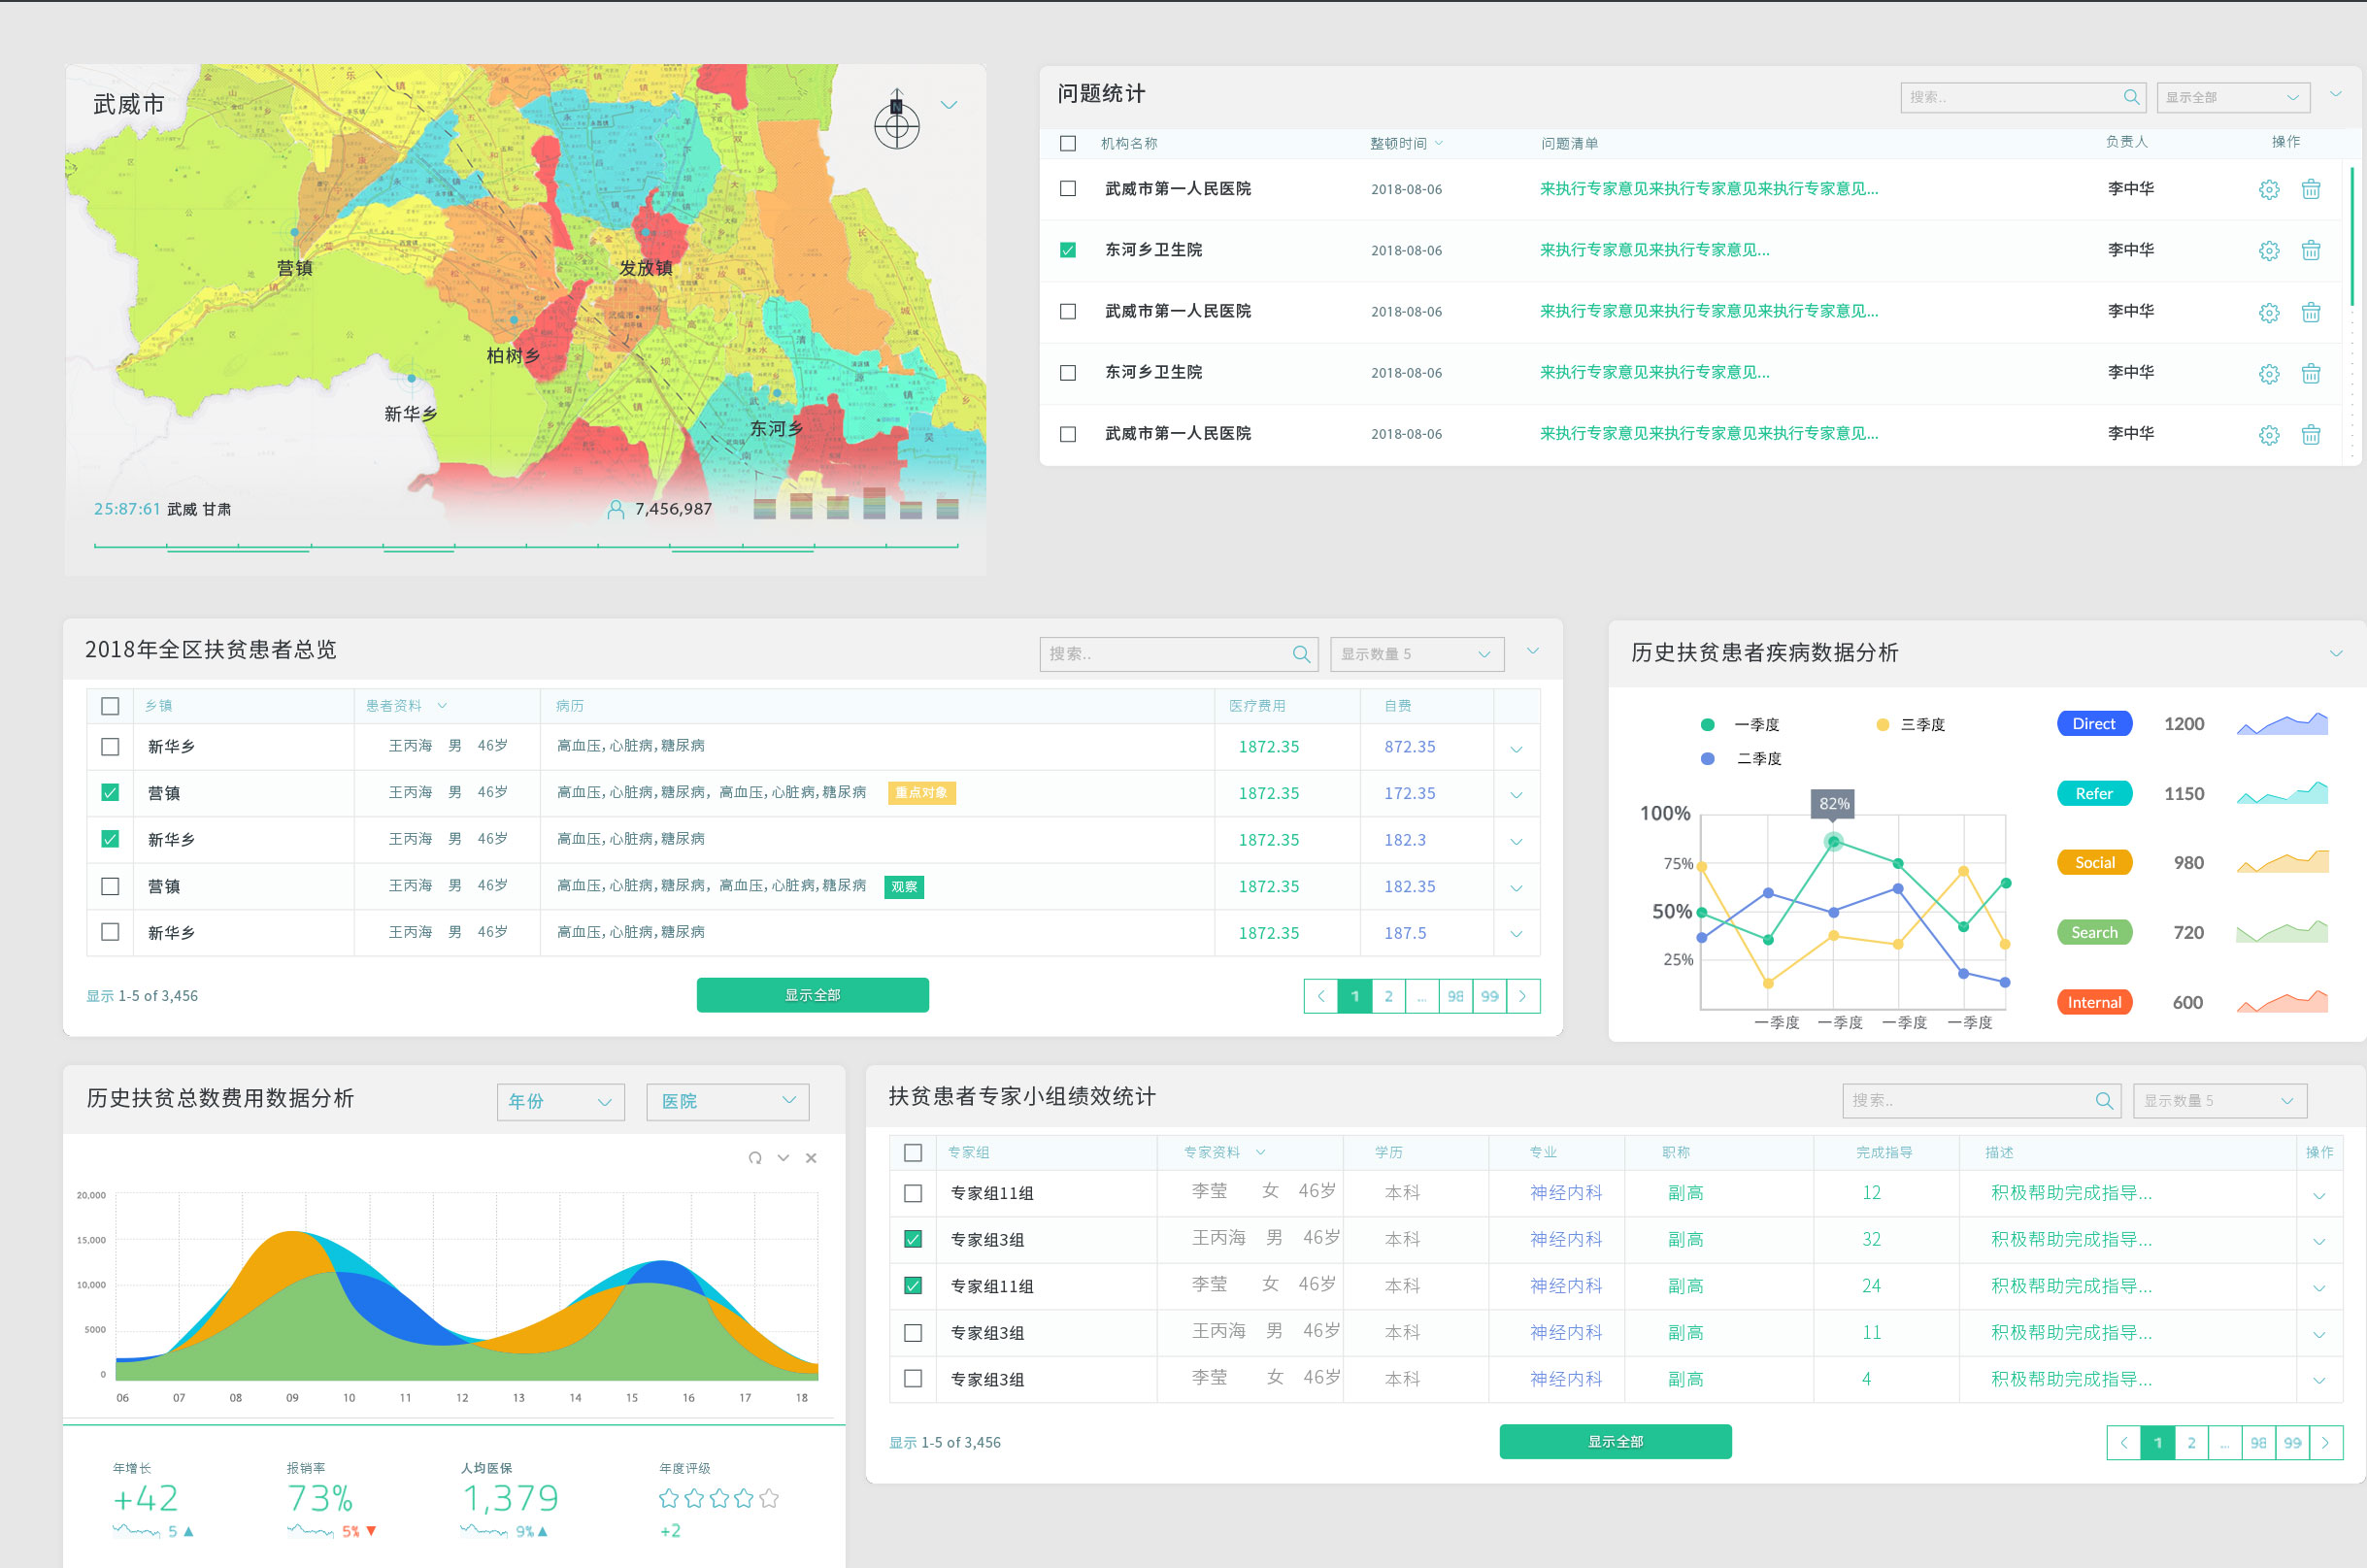 武威市
N
营镇
发放镇
柏树乡
新华乡
东河乡
25:87:61 武威 甘肃
7,456,987
问题统计
搜索..
显示全部
机构名称 整顿时间 问题清单 负责人 操作
武威市第一人民医院 2018-08-06 来执行专家意见来执行专家意见来执行专家意见... 李中华
东河乡卫生院 2018-08-06 来执行专家意见来执行专家意见... 李中华
武威市第一人民医院 2018-08-06 来执行专家意见来执行专家意见来执行专家意见... 李中华
东河乡卫生院 2018-08-06 来执行专家意见来执行专家意见... 李中华
武威市第一人民医院 2018-08-06 来执行专家意见来执行专家意见来执行专家意见... 李中华
2018年全区扶贫患者总览
搜索..
显示数量 5
乡镇 患者资料 病历 医疗费用 自费
新华乡 王丙海 男 46岁 高血压,心脏病,糖尿病 1872.35 872.35
营镇 王丙海 男 46岁 高血压,心脏病,糖尿病, 高血压,心脏病,糖尿病 重点对象 1872.35 172.35
新华乡 王丙海 男 46岁 高血压,心脏病,糖尿病 1872.35 182.3
营镇 王丙海 男 46岁 高血压,心脏病,糖尿病, 高血压,心脏病,糖尿病 观察 1872.35 182.35
新华乡 王丙海 男 46岁 高血压,心脏病,糖尿病 1872.35 187.5
显示 1-5 of 3,456
显示全部
1 2 ... 98 99
历史扶贫患者疾病数据分析
一季度
三季度
二季度
82%
100%
75%
50%
25%
一季度 一季度 一季度 一季度
Direct 1200
Refer 1150
Social 980
Search 720
Internal 600
历史扶贫总数费用数据分析
年份
医院
20,000
15,000
10,000
5000
0
06 07 08 09 10 11 12 13 14 15 16 17 18
年增长 报销率 人均医保 年度评级
+42 73% 1,379
5 5% 9% +2
扶贫患者专家小组绩效统计
搜索..
显示数量 5
专家组 专家资料 学历 专业 职称 完成指导 描述 操作
专家组11组 李莹 女 46岁 本科 神经内科 副高 12 积极帮助完成指导...
专家组3组 王丙海 男 46岁 本科 神经内科 副高 32 积极帮助完成指导...
专家组11组 李莹 女 46岁 本科 神经内科 副高 24 积极帮助完成指导...
专家组3组 王丙海 男 46岁 本科 神经内科 副高 11 积极帮助完成指导...
专家组3组 李莹 女 46岁 本科 神经内科 副高 4 积极帮助完成指导...
显示 1-5 of 3,456
显示全部
1 2 ... 98 99